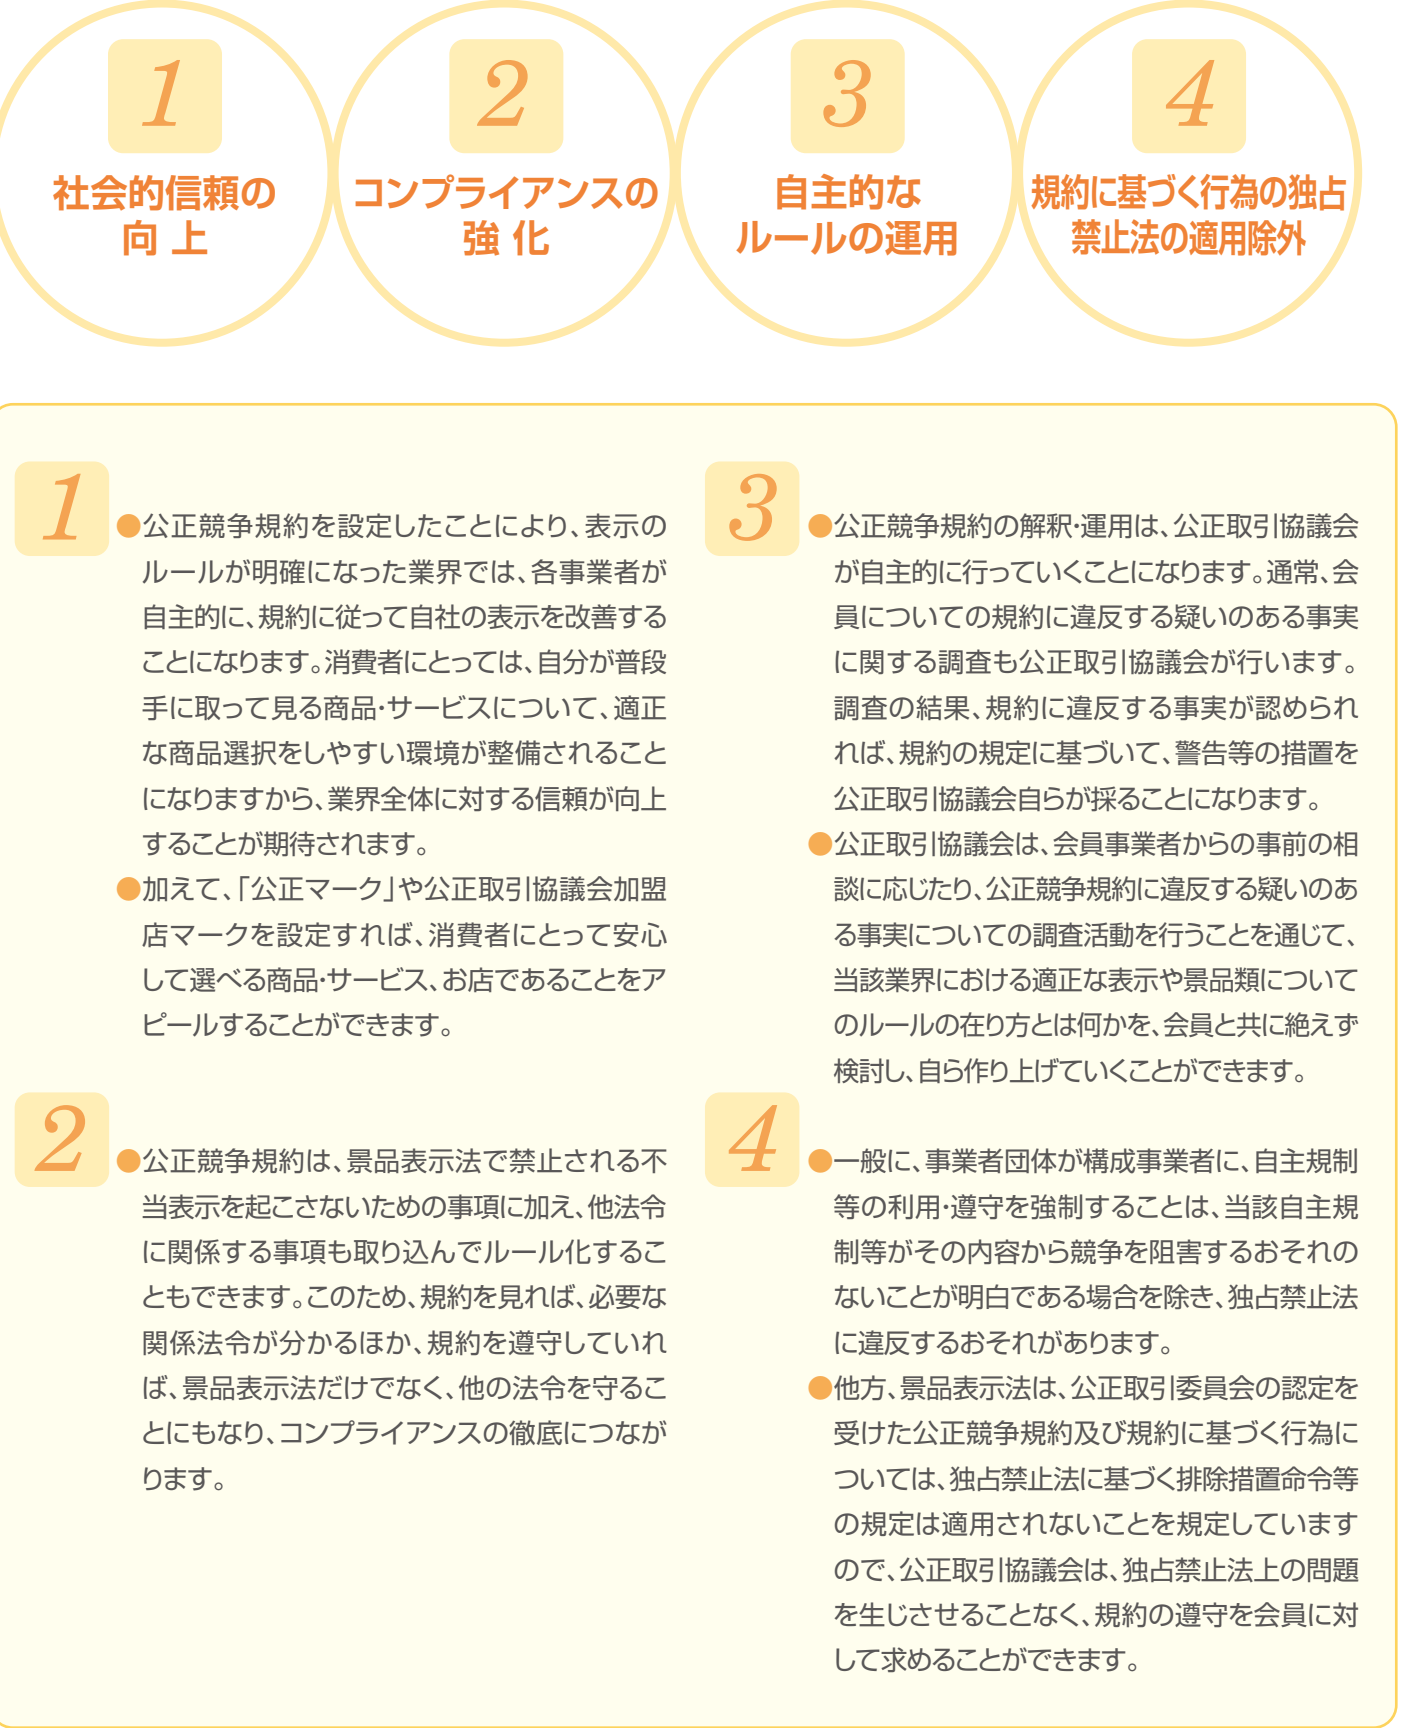 1
社会的信頼の
向 上
2
コンプライアンスの
強 化
3
自主的な
ルールの運用
4
規約に基づく行為の独占
禁止法の適用除外
1
●公正競争規約を設定したことにより、表示の
ルールが明確になった業界では、各事業者が
自主的に、規約に従って自社の表示を改善する
ことになります。消費者にとっては、自分が普段
手に取って見る商品・サービスについて、適正
な商品選択をしやすい環境が整備されること
になりますから、業界全体に対する信頼が向上
することが期待されます。
●加えて、「公正マーク」や公正取引協議会加盟
店マークを設定すれば、消費者にとって安心
して選べる商品・サービス、お店であることをア
ピールすることができます。
2
●公正競争規約は、景品表示法で禁止される不
当表示を起こさないための事項に加え、他法令
に関係する事項も取り込んでルール化するこ
ともできます。このため、規約を見れば、必要な
関係法令が分かるほか、規約を遵守していれ
ば、景品表示法だけでなく、他の法令を守るこ
とにもなり、コンプライアンスの徹底につなが
ります。
3
●公正競争規約の解釈・運用は、公正取引協議会
が自主的に行っていくことになります。通常、会
員についての規約に違反する疑いのある事実
に関する調査も公正取引協議会が行います。
調査の結果、規約に違反する事実が認められ
れば、規約の規定に基づいて、警告等の措置を
公正取引協議会自らが採ることになります。
●公正取引協議会は、会員事業者からの事前の相
談に応じたり、公正競争規約に違反する疑いのあ
る事実についての調査活動を行うことを通じて、
当該業界における適正な表示や景品類について
のルールの在り方とは何かを、会員と共に絶えず
検討し、自ら作り上げていくことができます。
4
●一般に、事業者団体が構成事業者に、自主規制
等の利用・遵守を強制することは、当該自主規
制等がその内容から競争を阻害するおそれの
ないことが明白である場合を除き、独占禁止法
に違反するおそれがあります。
●他方、景品表示法は、公正取引委員会の認定を
受けた公正競争規約及び規約に基づく行為に
ついては、独占禁止法に基づく排除措置命令等
の規定は適用されないことを規定しています
ので、公正取引協議会は、独占禁止法上の問題
を生じさせることなく、規約の遵守を会員に対
して求めることができます。